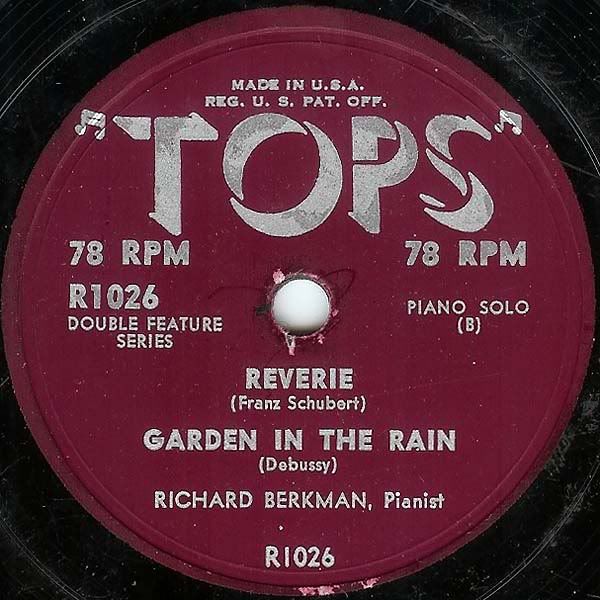 MADE IN U.S.A.
REG. U. S. PAT. OFF.
"TOPS"
78 RPM 78 RPM
R1026
DOUBLE FEATURE
SERIES
PIANO SOLO
(B)
REVERIE
(Franz Schubert)
GARDEN IN THE RAIN
(Debussy)
RICHARD BERKMAN, Pianist
R1026